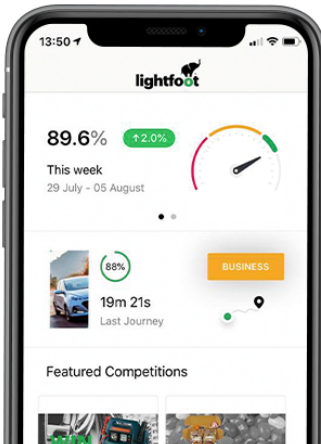 13:50
lightfoot
89.6% ↑2.0%
This week
29 July - 05 August
88%
BUSINESS
19m 21s
Last Journey
Featured Competitions
WIN